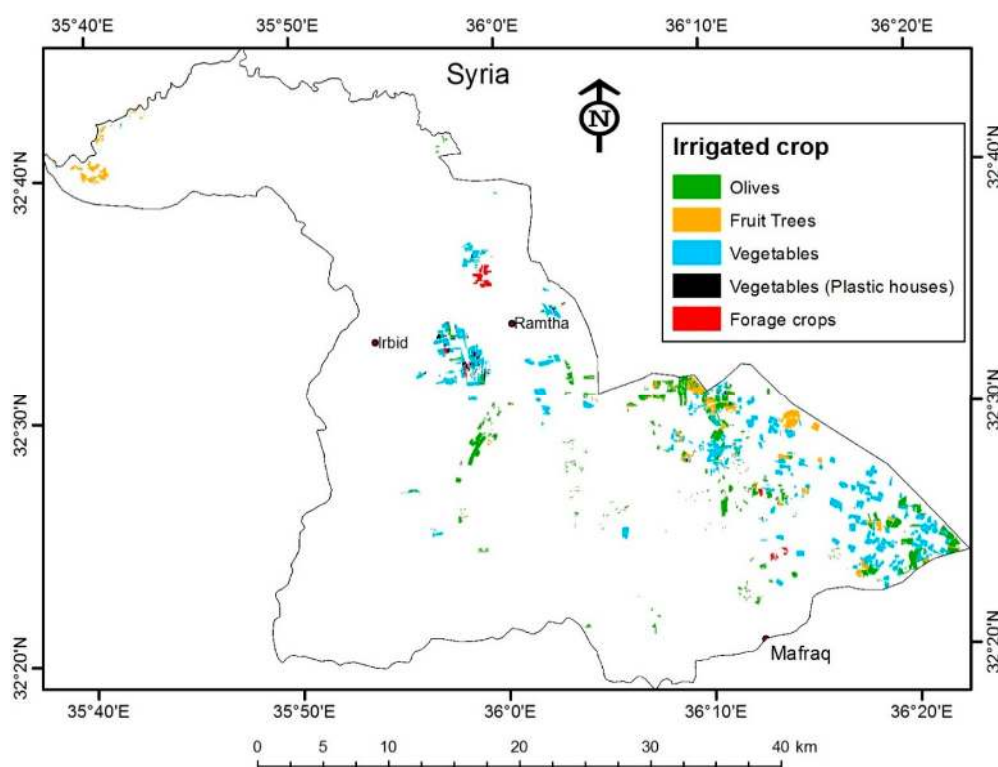 35°40'E 35°50'E 36°0'E 36°10'E 36°20'E
Syria
N
Irrigated crop
Olives
Fruit Trees
Vegetables
Vegetables (Plastic houses)
Forage crops
32°40'N
32°40'N
Ramtha
Irbid
32°30'N
32°30'N
32°20'N
32°20'N
Mafraq
35°40'E 35°50'E 36°0'E 36°10'E 36°20'E
0 5 10 20 30 40 km